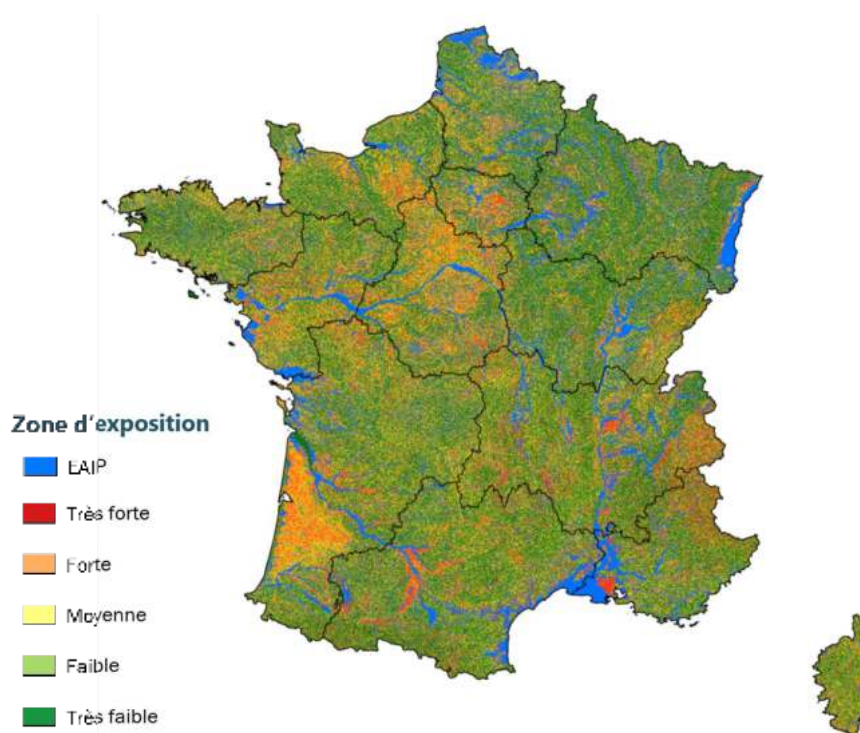 Zone d'exposition
EAIP
Très forte
Forte
Moyenne
Faible
Très faible